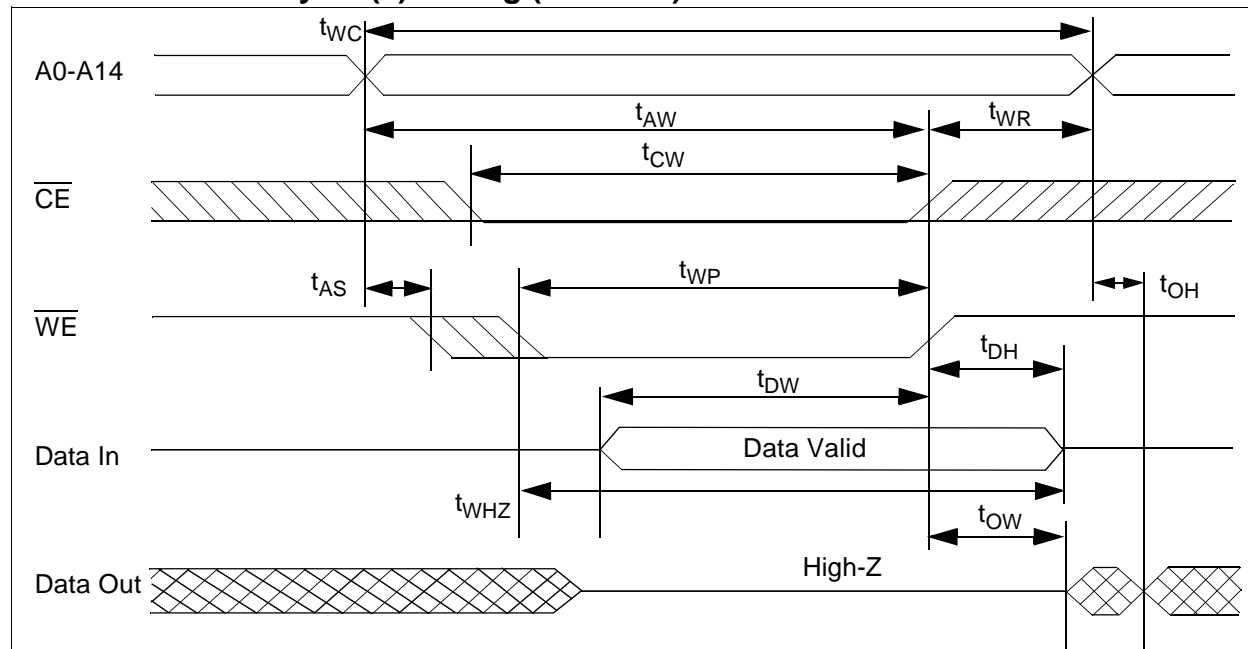 tWC
A0-A14
tAW
tWR
tCW
CE
tAS
tWP
tOH
WE
tDH
tDW
Data In
Data Valid
tWHZ
tOW
High-Z
Data Out